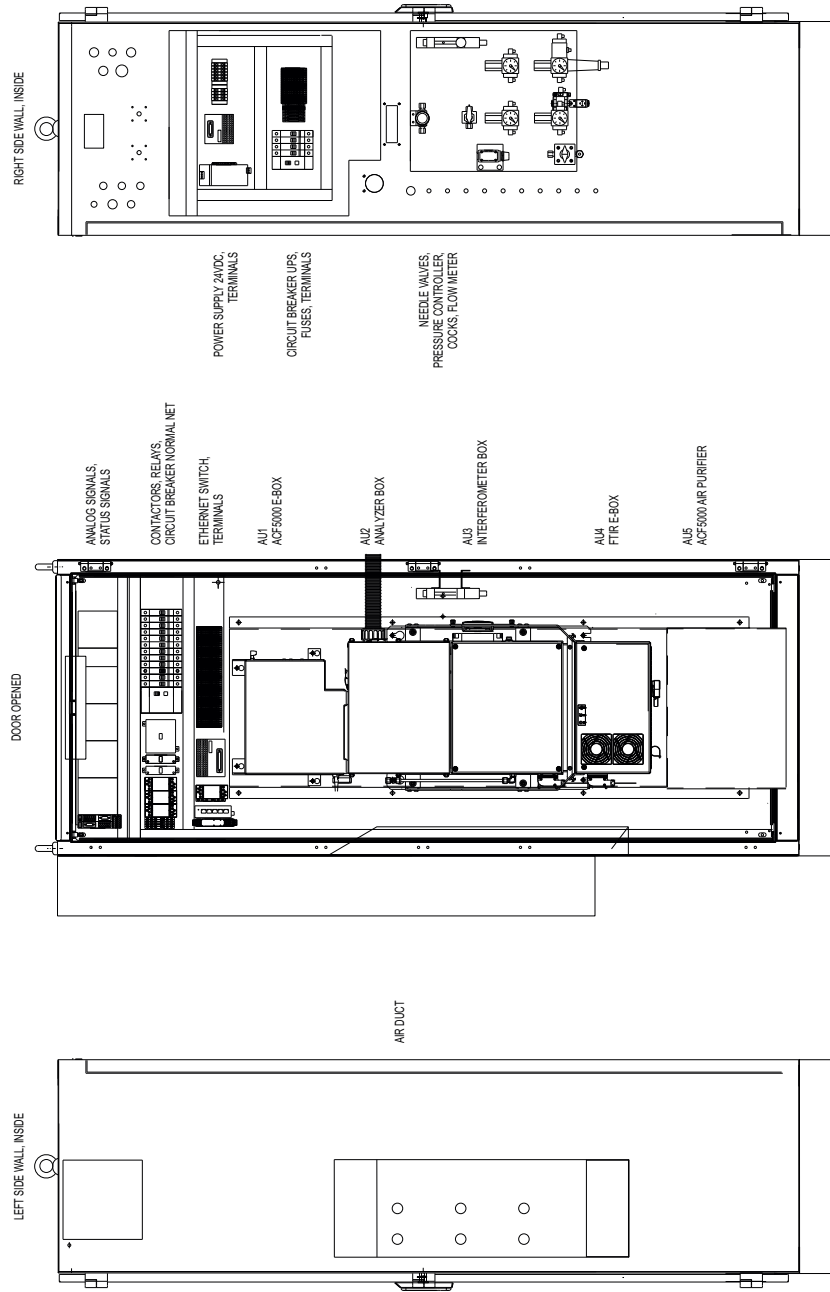 LEFT SIDE WALL, INSIDE
AIR DUCT
DOOR OPENED
ANALOG SIGNALS,
STATUS SIGNALS
CONTACTORS, RELAYS,
CIRCUIT BREAKER NORMAL NET
ETHERNET SWITCH,
TERMINALS
AU1
ACF5000 E-BOX
AU2
ANALYZER BOX
AU3
INTERFEROMETER BOX
AU4
FTIR E-BOX
AU5
ACF5000 AIR PURIFIER
RIGHT SIDE WALL, INSIDE
POWER SUPPLY 24VDC,
TERMINALS
CIRCUIT BREAKER UPS,
FUSES, TERMINALS
NEEDLE VALVES,
PRESSURE CONTROLLER,
COCKS, FLOW METER